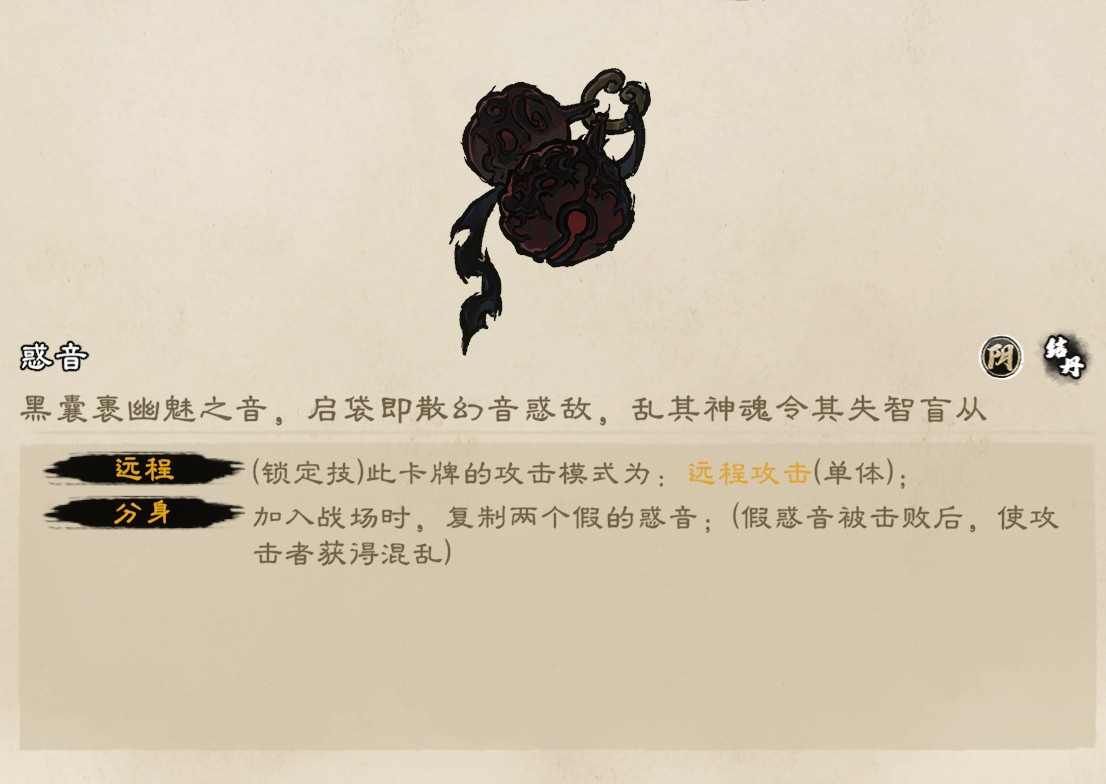 惑音
阴
结丹
黑囊裹幽魅之音，启袋即散幻音惑敌，乱其神魂令其失智盲从
远程
(锁定技)此卡牌的攻击模式为：远程攻击(单体)；
分身
加入战场时，复制两个假的惑音；(假惑音被击败后，使攻
击者获得混乱)